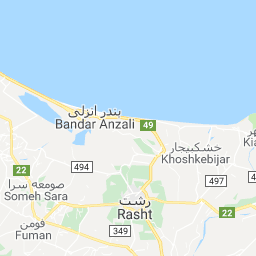 بندر انزلی
Bandar Anzali
49
خشکبیجار
Khoshkebijar
22
494
صومعه سرا
Someh Sara
497
رشت
Rasht
22
فومن
Fuman
349